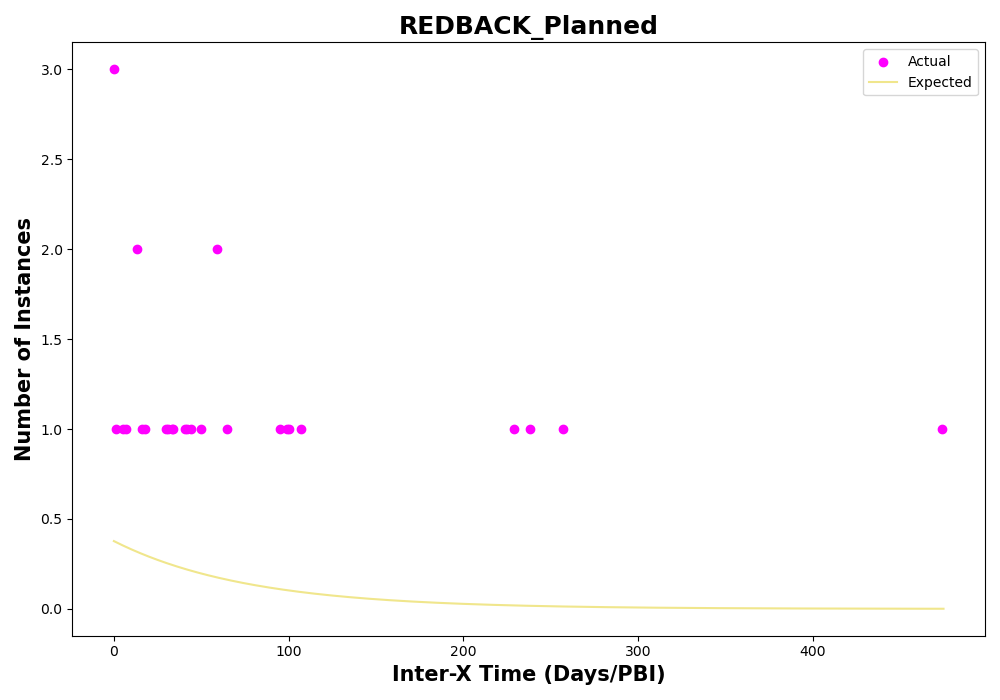 REDBACK_Planned
Actual
Expected
3.0
2.5
2.0
1.5
1.0
0.5
0.0
Number of Instances
0
100
200
300
400
Inter-X Time (Days/PBI)